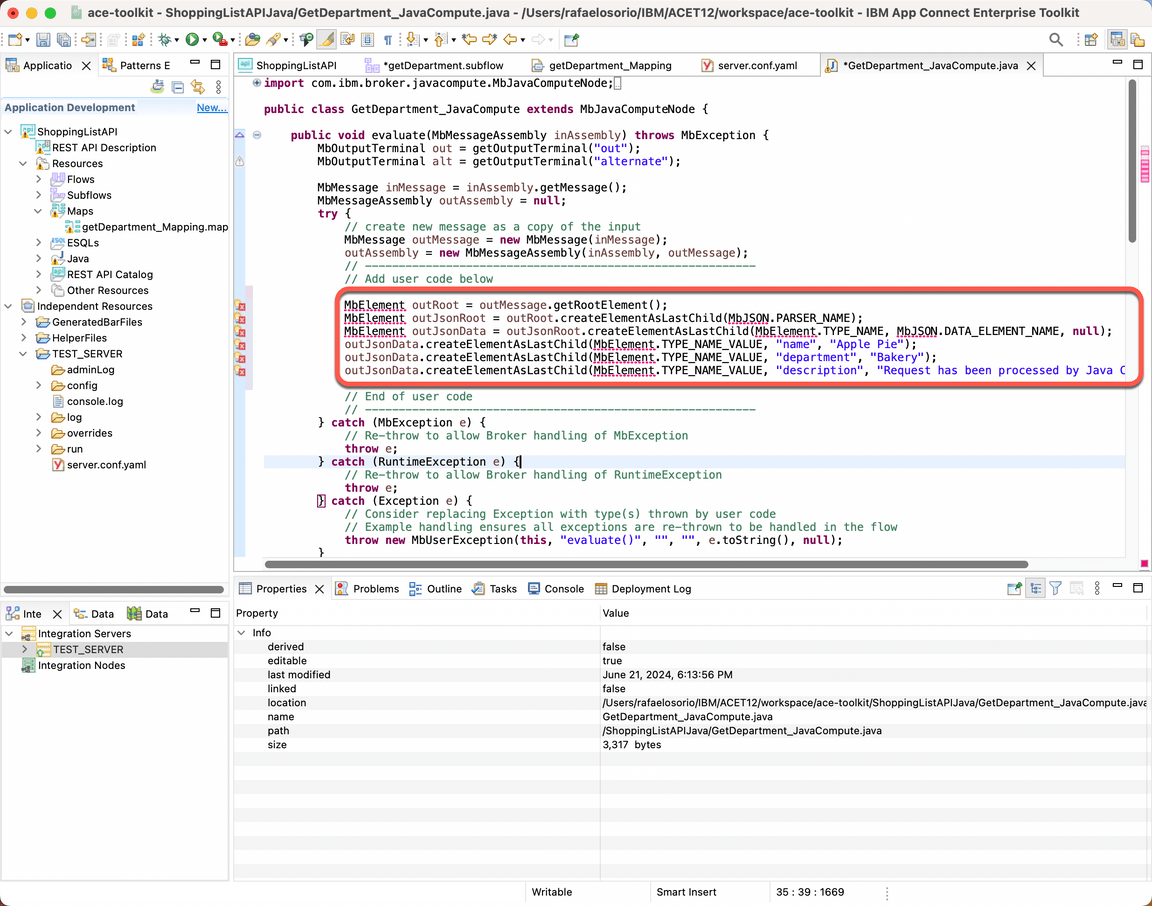 ace-toolkit - ShoppingListAPIJava/GetDepartment_JavaCompute.java - /Users/rafaelosorio/IBM/ACET12/workspace/ace-toolkit - IBM App Connect Enterprise Toolkit
Applicatio
Patterns E
Application Development
New...
ShoppingListAPI
REST API Description
Resources
Flows
Subflows
Maps
getDepartment_Mapping.map
ESQLs
Java
REST API Catalog
Other Resources
Independent Resources
GeneratedBarFiles
HelperFiles
TEST_SERVER
adminLog
config
console.log
log
overrides
run
server.conf.yaml
ShoppingListAPI
*getDepartment.subflow
getDepartment_Mapping
server.conf.yaml
*GetDepartment_JavaCompute.java
import com.ibm.broker.javacompute.MbJavaComputeNode;
public class GetDepartment_JavaCompute extends MbJavaComputeNode {
public void evaluate(MbMessageAssembly inAssembly) throws MbException {
MbOutputTerminal out = getOutputTerminal("out");
MbOutputTerminal alt = getOutputTerminal("alternate");
MbMessage inMessage = inAssembly.getMessage();
MbMessageAssembly outAssembly = null;
try {
// create new message as a copy of the input
MbMessage outMessage = new MbMessage(inMessage);
outAssembly = new MbMessageAssembly(inAssembly, outMessage);
// ----------------------------------------------------------
// Add user code below
MbElement outRoot = outMessage.getRootElement();
MbElement outJsonRoot = outRoot.createElementAsLastChild(MbJSON.PARSER_NAME);
MbElement outJsonData = outJsonRoot.createElementAsLastChild(MbElement.TYPE_NAME, MbJSON.DATA_ELEMENT_NAME, null);
outJsonData.createElementAsLastChild(MbElement.TYPE_NAME_VALUE, "name", "Apple Pie");
outJsonData.createElementAsLastChild(MbElement.TYPE_NAME_VALUE, "department", "Bakery");
outJsonData.createElementAsLastChild(MbElement.TYPE_NAME_VALUE, "description", "Request has been processed by Java C
// End of user code
// ----------------------------------------------------------
} catch (MbException e) {
// Re-throw to allow Broker handling of MbException
throw e;
} catch (RuntimeException e) {
// Re-throw to allow Broker handling of RuntimeException
throw e;
} catch (Exception e) {
// Consider replacing Exception with type(s) thrown by user code
// Example handling ensures all exceptions are re-thrown to be handled in the flow
throw new MbUserException(this, "evaluate()", "", "", e.toString(), null);
}
Inte
Data
Data
Integration Servers
TEST_SERVER
Integration Nodes
Properties
Problems
Outline
Tasks
Console
Deployment Log
Property Value
Info
derived false
editable true
last modified June 21, 2024, 6:13:56 PM
linked false
location /Users/rafaelosorio/IBM/ACET12/workspace/ace-toolkit/ShoppingListAPIJava/GetDepartment_JavaCompute.java
name GetDepartment_JavaCompute.java
path /ShoppingListAPIJava/GetDepartment_JavaCompute.java
size 3,317 bytes
Writable
Smart Insert
35 : 39 : 1669